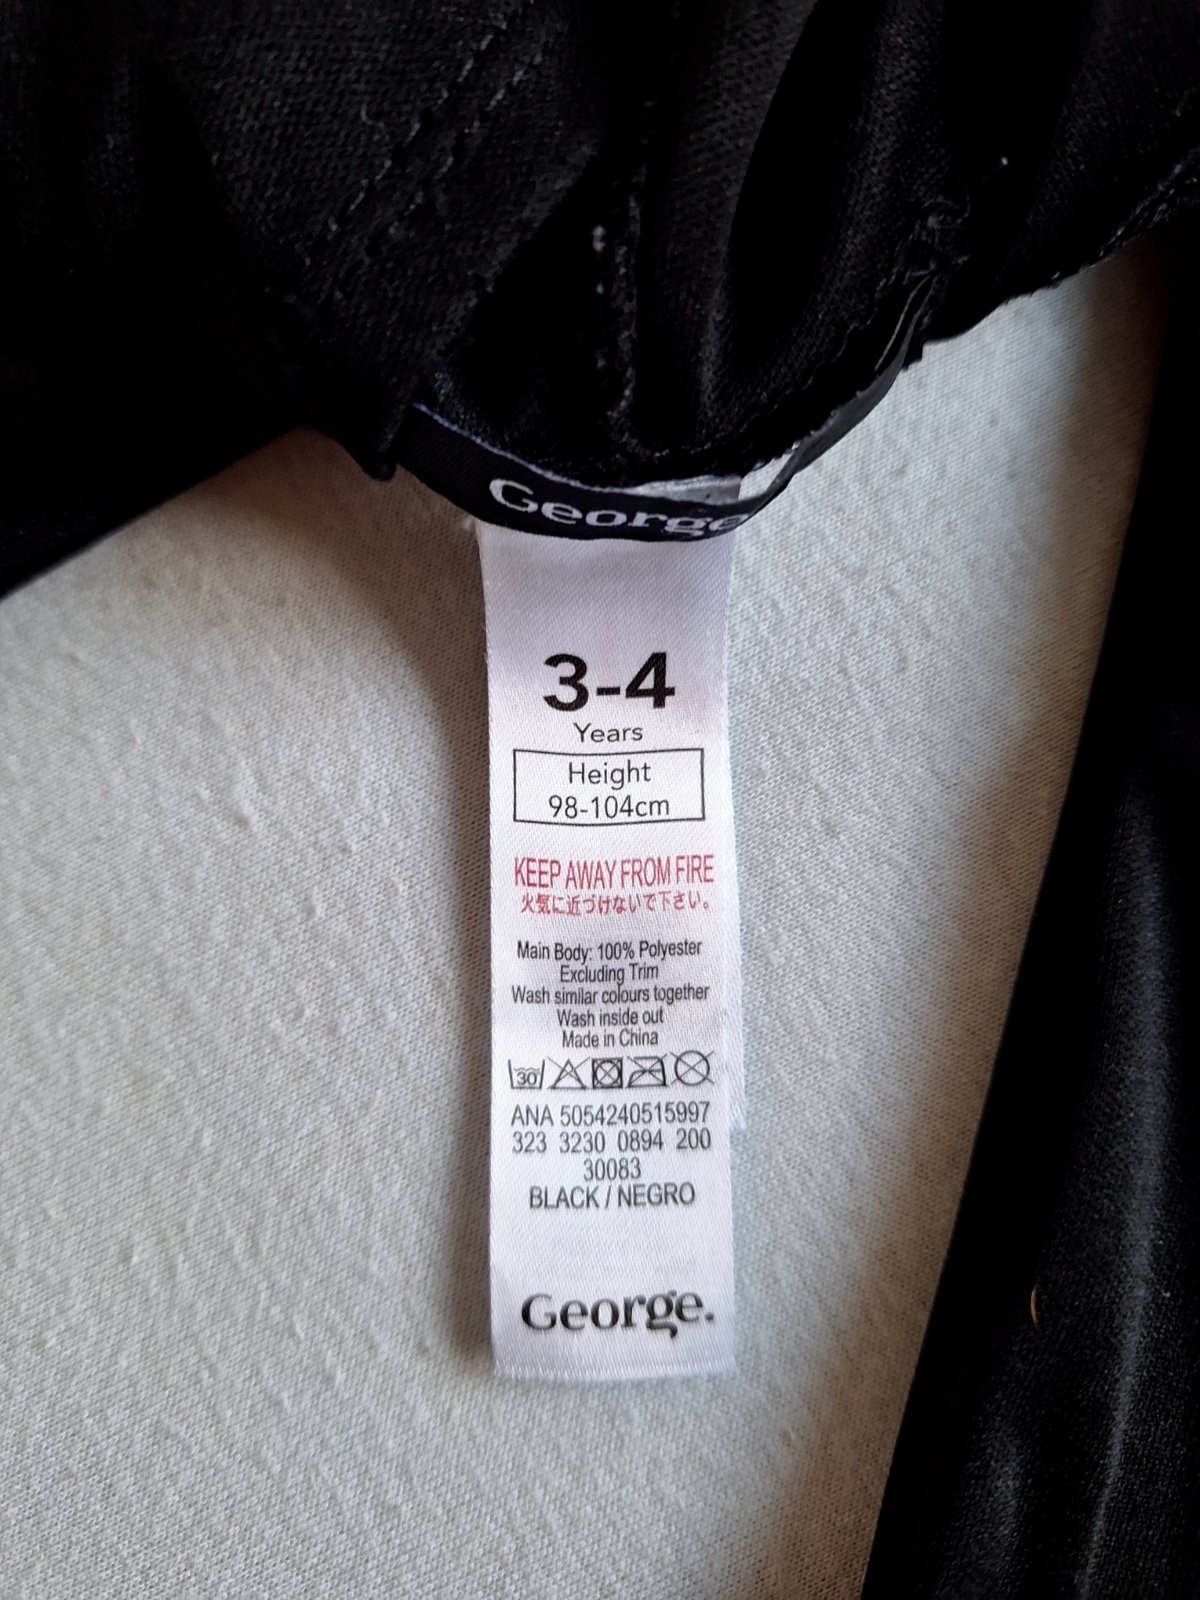 George
3-4
Years
Height
98-104cm
KEEP AWAY FROM FIRE
火気に近づけないで下さい。
Main Body: 100% Polyester
Excluding Trim
Wash similar colours together
Wash inside out
Made in China
30
ANA 5054240515997
323 3230 0894 200
30083
BLACK / NEGRO
George.